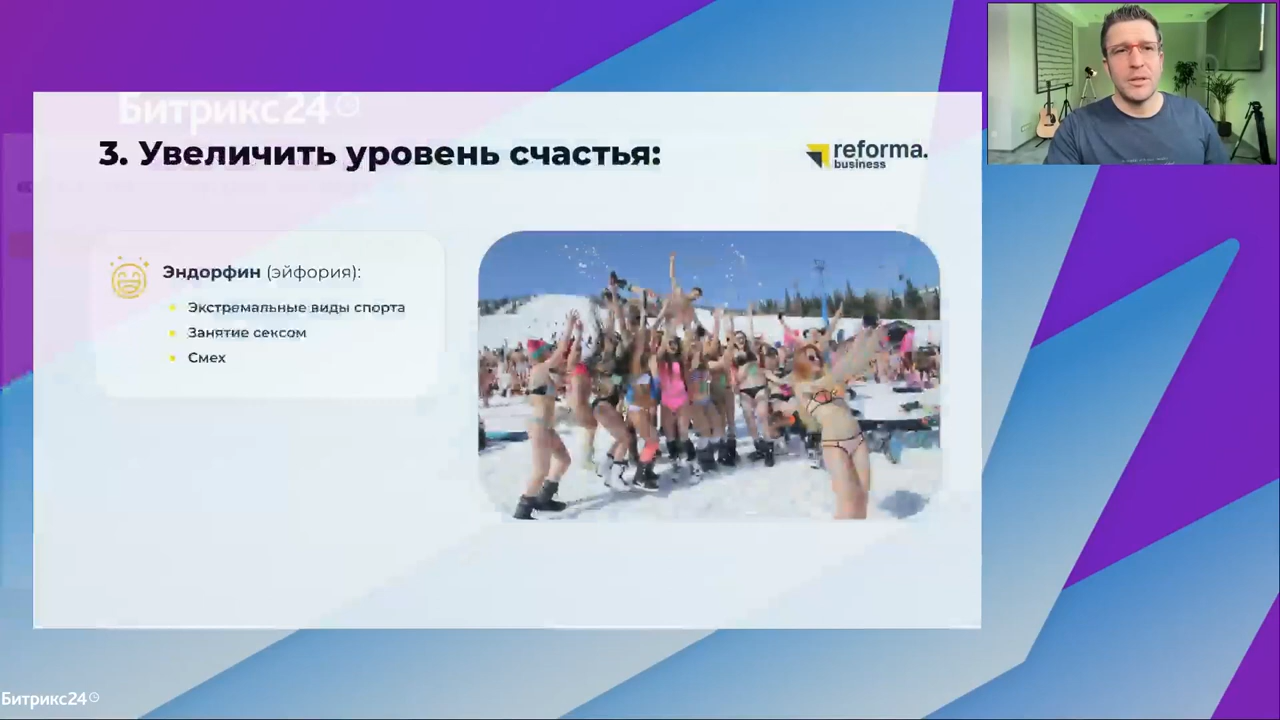 Битрикс24
3. Увеличить уровень счастья:
reforma.
business
Эндорфин (эйфория):
Экстремальные виды спорта
Занятие сексом
Смех
Битрикс24